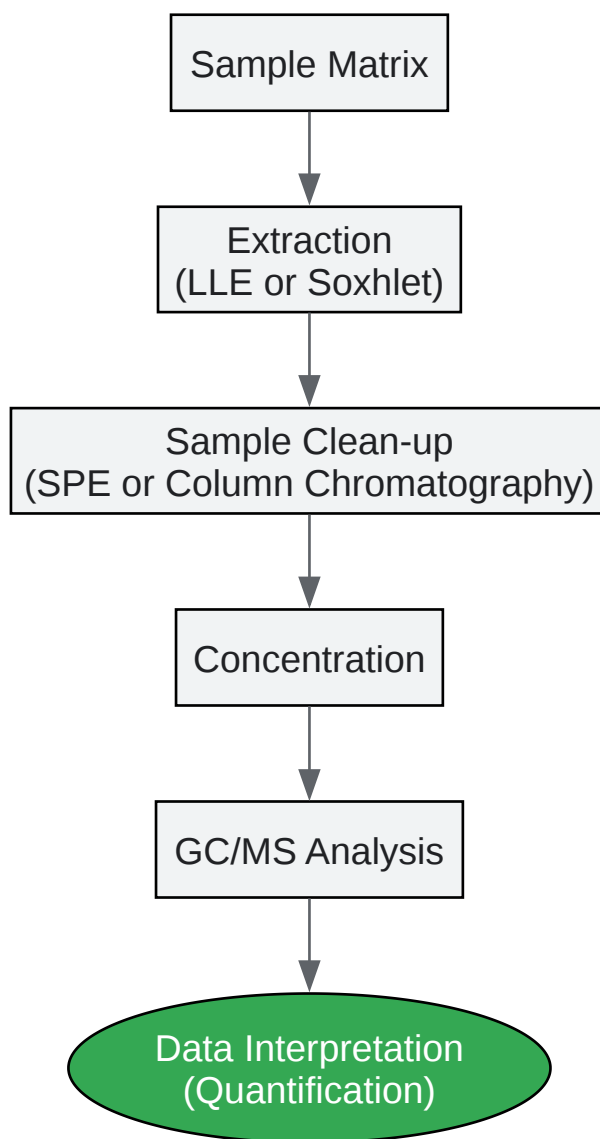 Sample Matrix
Extraction
(LLE or Soxhlet)
Sample Clean-up
(SPE or Column Chromatography)
Concentration
GC/MS Analysis
Data Interpretation
(Quantification)